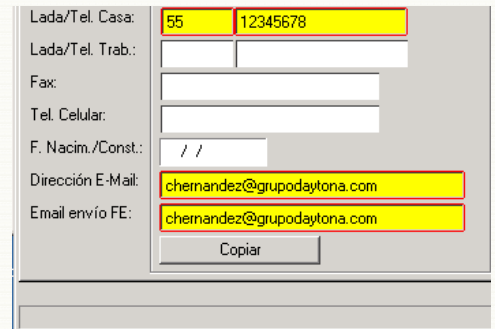 Lada/Tel. Casa: 55 12345678
Lada/Tel. Trab.:
Fax:
Tel. Celular:
F. Nacim./Const.: / /
Dirección E-Mail: chernandez@grupodaytona.com
Email envío FE: chernandez@grupodaytona.com
Copiar